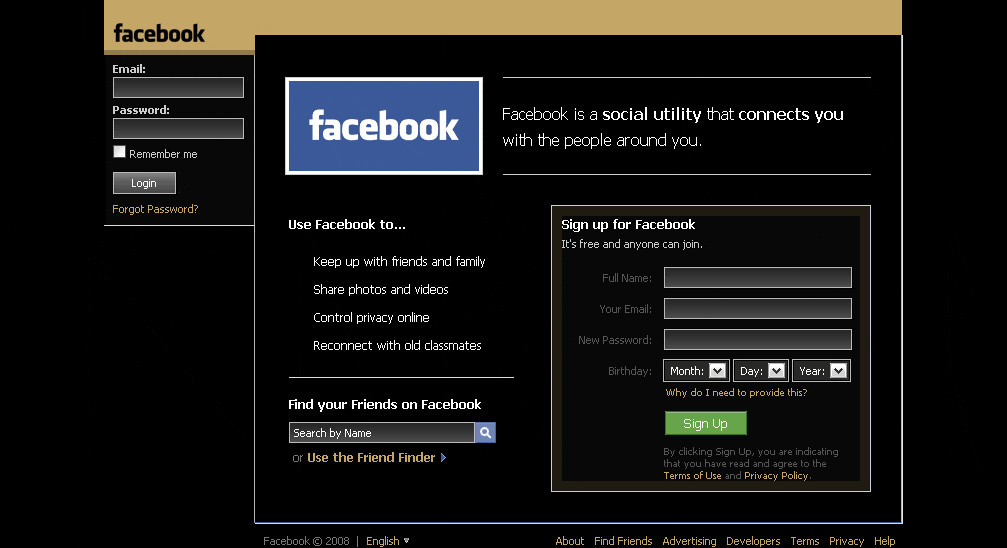 facebook
Email:
Password:
Remember me
Login
Forgot Password?
facebook
Facebook is a social utility that connects you
with the people around you.
Use Facebook to...
Keep up with friends and family
Share photos and videos
Control privacy online
Reconnect with old classmates
Find your Friends on Facebook
Search by Name
or Use the Friend Finder
Sign up for Facebook
It's free and anyone can join.
Full Name:
Your Email:
New Password:
Birthday: Month: Day: Year:
Why do I need to provide this?
Sign Up
By clicking Sign Up, you are indicating
that you have read and agree to the
Terms of Use and Privacy Policy.
Facebook © 2008 | English About Find Friends Advertising Developers Terms Privacy Help